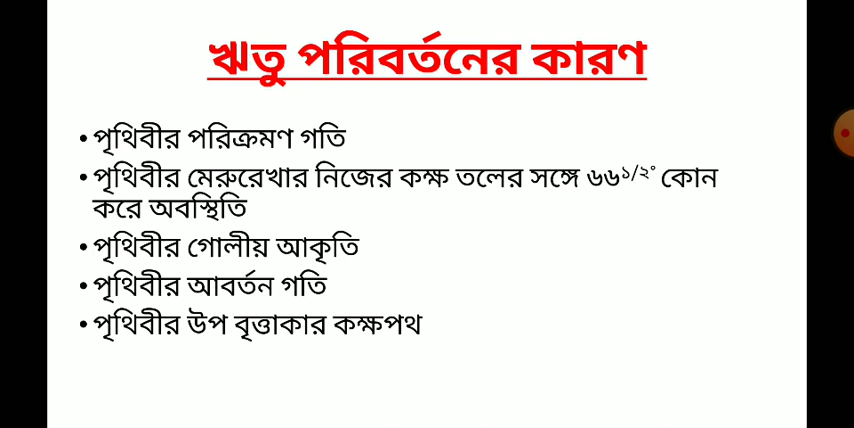 ঋতু পরিবর্তনের কারণ
• পৃথিবীর পরিক্রমণ গতি
• পৃথিবীর মেরুরেখার নিজের কক্ষ তলের সঙ্গে ৬৬¹/২° কোন
করে অবস্থিতি
• পৃথিবীর গোলীয় আকৃতি
• পৃথিবীর আবর্তন গতি
• পৃথিবীর উপ বৃত্তাকার কক্ষপথ